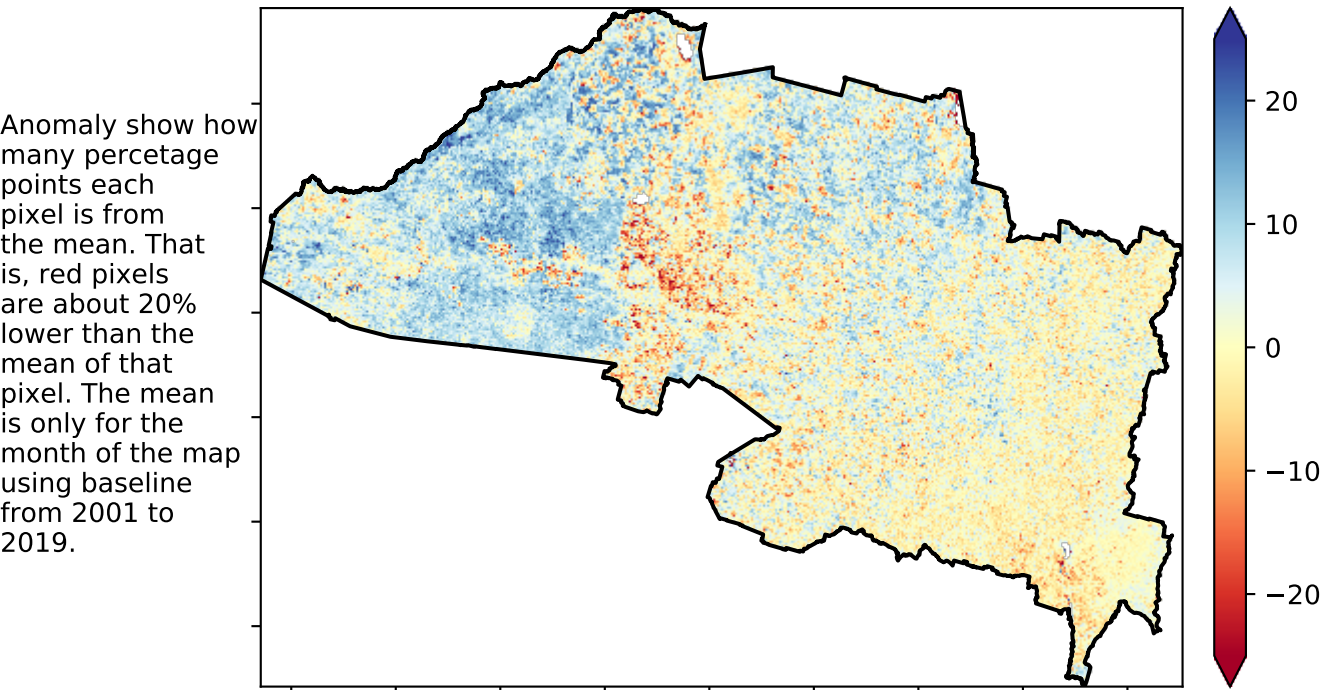 Anomaly show how
many percetage
points each
pixel is from
the mean. That
is, red pixels
are about 20%
lower than the
mean of that
pixel. The mean
is only for the
month of the map
using baseline
from 2001 to
2019.
20
10
0
−10
−20